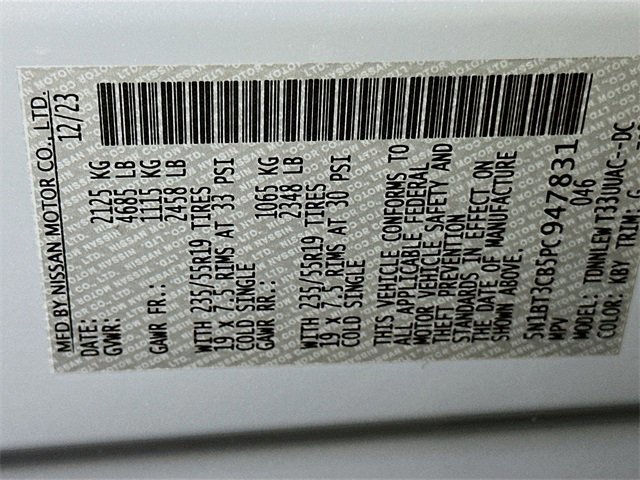 MFD BY NISSAN MOTOR CO., LTD.
DATE: 12/23
GVWR: 2125 KG
4685 LB
GAWR FR.: 1115 KG
2458 LB
WITH 235/55R19 TIRES
19 x 7.5 RIMS AT 33 PSI
COLD SINGLE
GAWR RR.: 1065 KG
2348 LB
WITH 235/55R19 TIRES
19 x 7.5 RIMS AT 30 PSI
COLD SINGLE
THIS VEHICLE CONFORMS TO
ALL APPLICABLE FEDERAL
MOTOR VEHICLE SAFETY AND
THEFT PREVENTION
STANDARDS IN EFFECT ON
THE DATE OF MANUFACTURE
SHOWN ABOVE.
5N1BT3CB5PC947831
MPV 046
MODEL: TDNNLEW T33UUAC--DC
COLOR: KBY TRIM: G